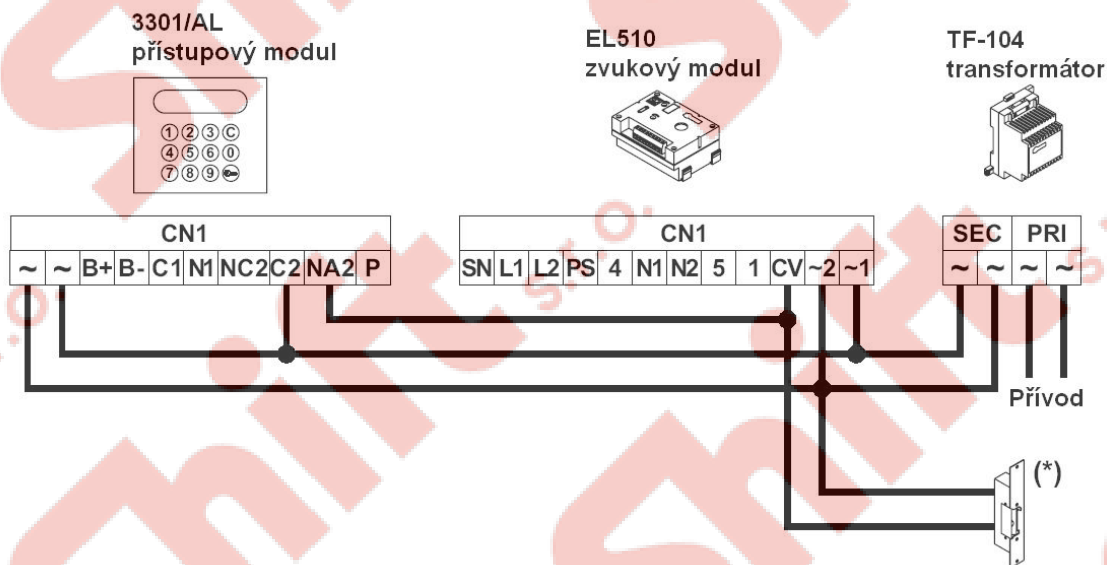 3301/AL
přístupový modul
EL510
zvukový modul
TF-104
transformátor
1 2 3 C
4 5 6 0
7 8 9
CN1
~ ~ B+ B- C1 N1 NC2 C2 NA2 P
CN1
SN L1 L2 PS 4 N1 N2 5 1 CV ~2 ~1
SEC PRI
~ ~ ~ ~
Přívod
(*)
s.r.o.